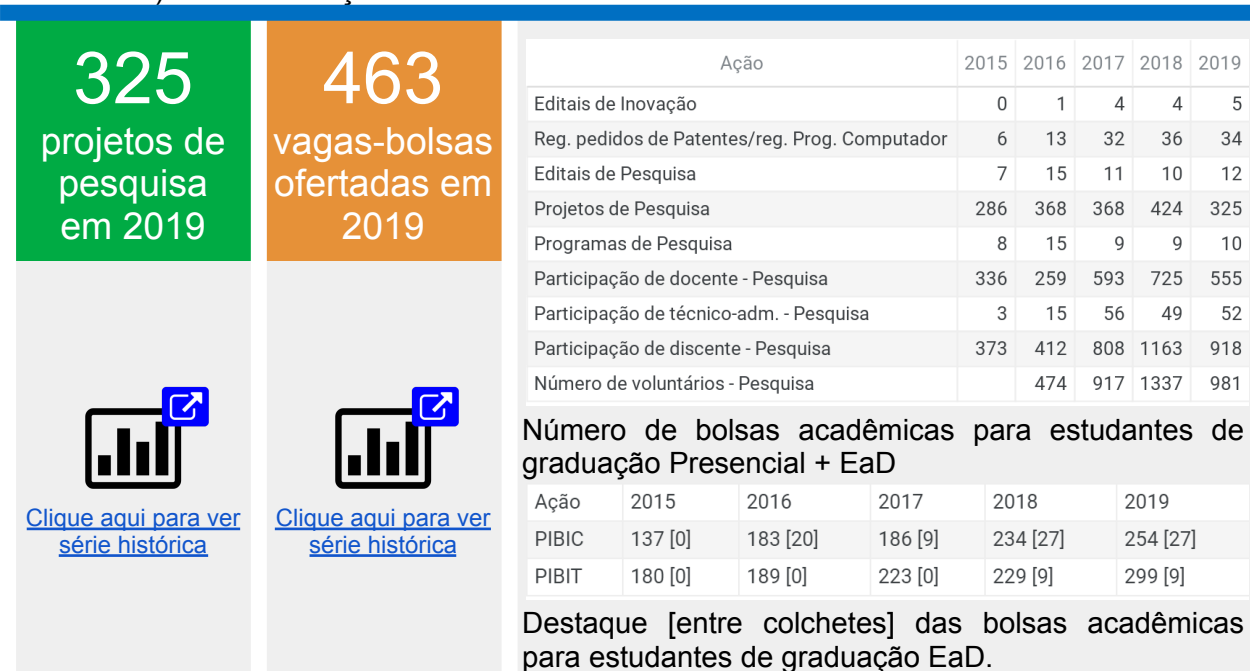 325
projetos de
pesquisa
em 2019
463
vagas-bolsas
ofertadas em
2019
Clique aqui para ver
série histórica
Clique aqui para ver
série histórica
Ação 2015 2016 2017 2018 2019
Editais de Inovação 0 1 4 4 5
Reg. pedidos de Patentes/reg. Prog. Computador 6 13 32 36 34
Editais de Pesquisa 7 15 11 10 12
Projetos de Pesquisa 286 368 368 424 325
Programas de Pesquisa 8 15 9 9 10
Participação de docente - Pesquisa 336 259 593 725 555
Participação de técnico-adm. - Pesquisa 3 15 56 49 52
Participação de discente - Pesquisa 373 412 808 1163 918
Número de voluntários - Pesquisa 474 917 1337 981
Número de bolsas acadêmicas para estudantes de
graduação Presencial + EaD
Ação 2015 2016 2017 2018 2019
PIBIC 137 [0] 183 [20] 186 [9] 234 [27] 254 [27]
PIBIT 180 [0] 189 [0] 223 [0] 229 [9] 299 [9]
Destaque [entre colchetes] das bolsas acadêmicas
para estudantes de graduação EaD.